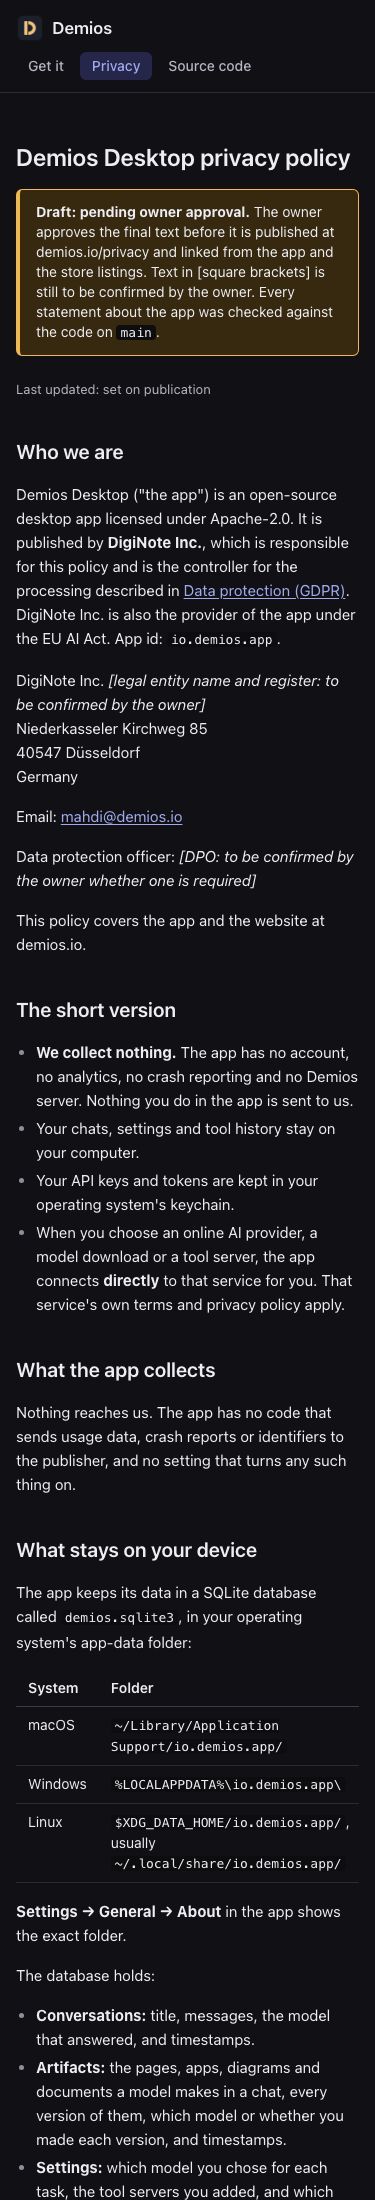 Demios
Get it Privacy Source code
Demios Desktop privacy policy
Draft: pending owner approval. The owner
approves the final text before it is published at
demios.io/privacy and linked from the app and
the store listings. Text in [square brackets] is
still to be confirmed by the owner. Every
statement about the app was checked against
the code on main.
Last updated: set on publication
Who we are
Demios Desktop ("the app") is an open-source
desktop app licensed under Apache-2.0. It is
published by DigiNote Inc., which is responsible
for this policy and is the controller for the
processing described in Data protection (GDPR).
DigiNote Inc. is also the provider of the app under
the EU AI Act. App id: io.demios.app.
DigiNote Inc. [legal entity name and register: to
be confirmed by the owner]
Niederkasseler Kirchweg 85
40547 Düsseldorf
Germany
Email: mahdi@demios.io
Data protection officer: [DPO: to be confirmed by
the owner whether one is required]
This policy covers the app and the website at
demios.io.
The short version
• We collect nothing. The app has no account,
no analytics, no crash reporting and no Demios
server. Nothing you do in the app is sent to us.
• Your chats, settings and tool history stay on
your computer.
• Your API keys and tokens are kept in your
operating system's keychain.
• When you choose an online AI provider, a
model download or a tool server, the app
connects directly to that service for you. That
service's own terms and privacy policy apply.
What the app collects
Nothing reaches us. The app has no code that
sends usage data, crash reports or identifiers to
the publisher, and no setting that turns any such
thing on.
What stays on your device
The app keeps its data in a SQLite database
called demios.sqlite3, in your operating
system's app-data folder:
System Folder
macOS ~/Library/Application
Support/io.demios.app/
Windows %LOCALAPPDATA%\io.demios.app\
Linux $XDG_DATA_HOME/io.demios.app/,
usually
~/.local/share/io.demios.app/
Settings → General → About in the app shows
the exact folder.
The database holds:
• Conversations: title, messages, the model
that answered, and timestamps.
• Artifacts: the pages, apps, diagrams and
documents a model makes in a chat, every
version of them, which model or whether you
made each version, and timestamps.
• Settings: which model you chose for each
task, the tool servers you added, and which